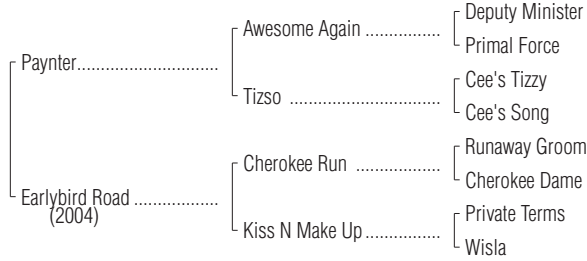 Deputy Minister
Awesome Again
Primal Force
Paynter
Cee's Tizzy
Tizso
Cee's Song
Runaway Groom
Cherokee Run
Cherokee Dame
Earlybird Road
(2004)
Private Terms
Kiss N Make Up
Wisla